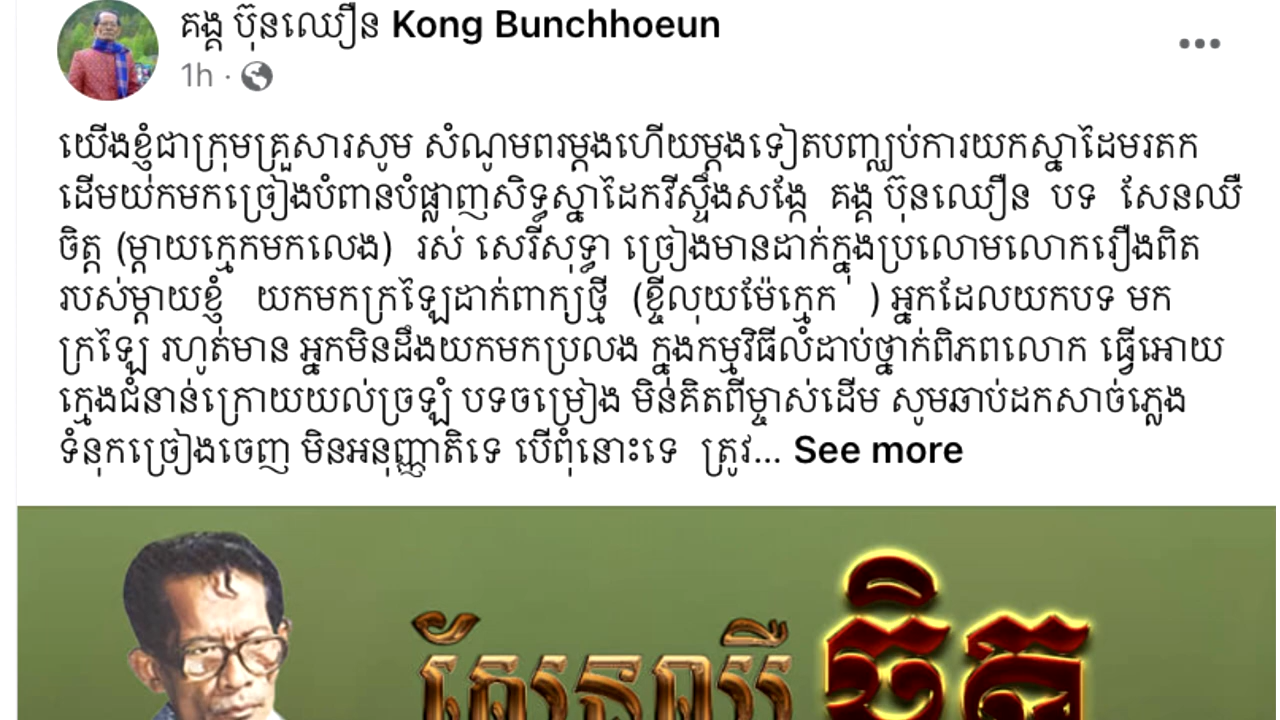 គង្គ ប៊ុនឈឿន Kong Bunchhoeun
1h ·
យើងខ្ញុំជាក្រុមគ្រួសារសូម សំណូមពរម្ដងហើយម្ដងទៀតបញ្ឈប់ការយកស្នាដៃមរតក
ដើមយកមកច្រៀងបំពានបំផ្លាញសិទ្ធស្នាដៃកវីស្ទឹងសង្កែ គង្គ ប៊ុនឈឿន បទ សែនឈឺ
ចិត្ត (ម្ដាយក្មេកមកលេង) រស់ សេរីសុទ្ធា ច្រៀងមានដាក់ក្នុងប្រលោមលោករឿងពិត
របស់ម្ដាយខ្ញុំ យកមកក្រឡៃដាក់ពាក្យថ្មី (ខ្ចីលុយម៉ែក្មេក ) អ្នកដែលយកបទ មក
ក្រឡៃ រហូត់មាន អ្នកមិនដឹងយកមកប្រលង ក្នុងកម្មវិធីលំដាប់ថ្នាក់ពិភពលោក ធ្វើអោយ
ក្មេងជំនាន់ក្រោយយល់ច្រឡំ បទចម្រៀង មិន់គិតពីម្ចាស់ដើម សូមឆាប់ដកសាច់ភ្លេង
ទំនុកច្រៀងចេញ មិនអនុញ្ញាតិទេ បើពុំនោះទេ ត្រូវ... See more
សែនឈឺ ចិត្ត